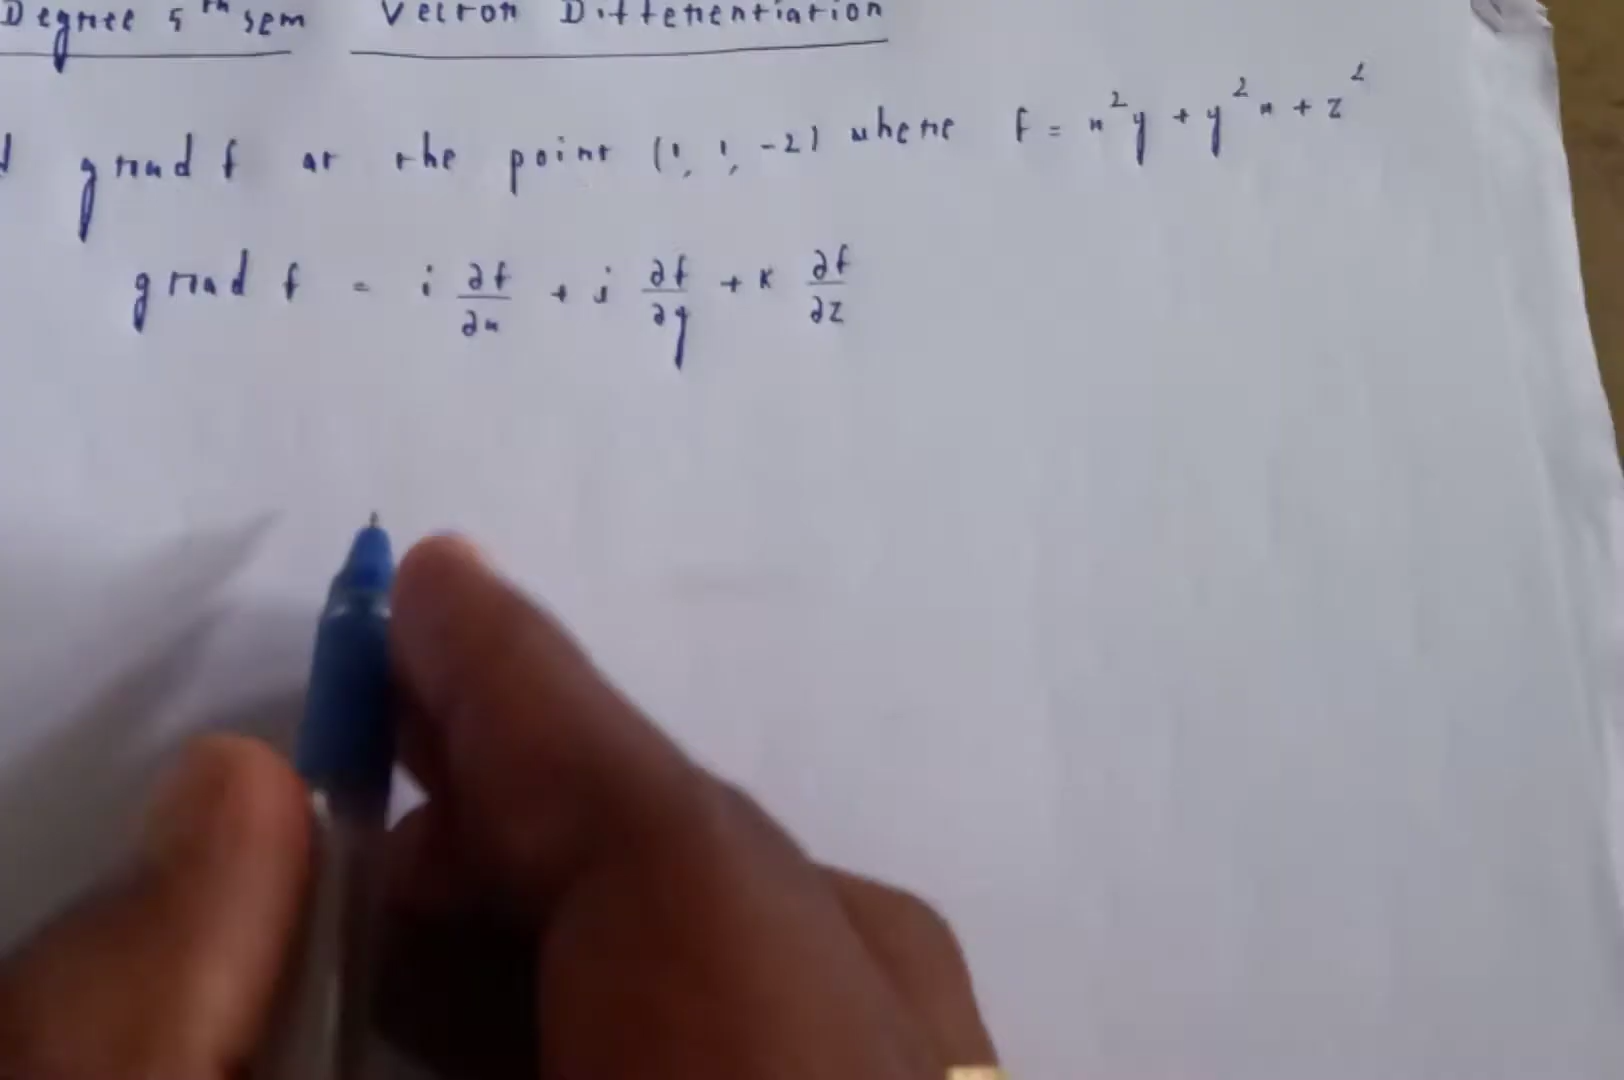 Degree 5th sem Vector Differentiation
grad f at the point (1, 1, -2) where f = x²y + y²x + z²
grad f = i ∂f/∂x + j ∂f/∂y + k ∂f/∂z